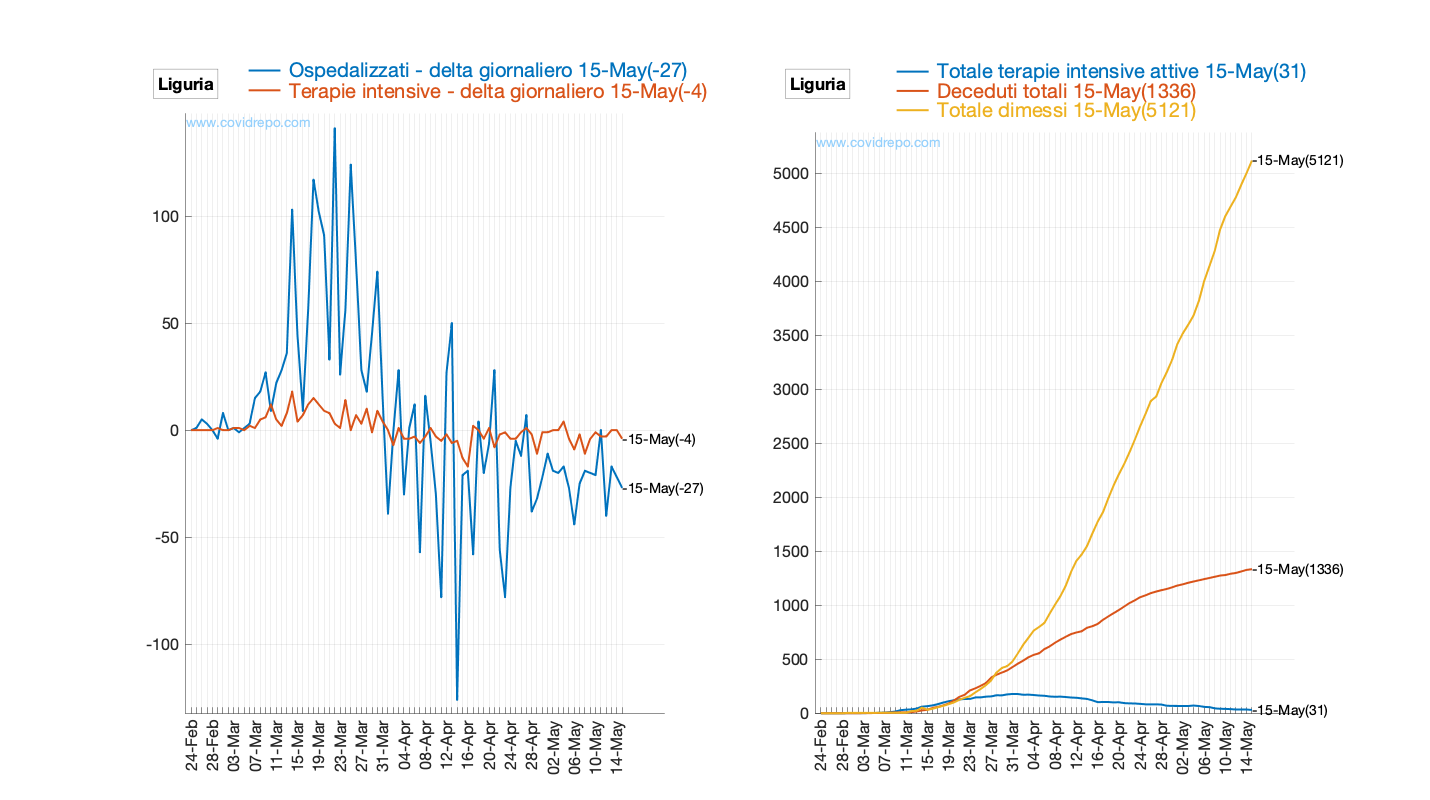 Liguria
Ospedalizzati - delta giornaliero 15-May(-27)
Terapie intensive - delta giornaliero 15-May(-4)
www.covidrepo.com
100
50
0
-50
-100
15-May(-4)
15-May(-27)
24-Feb
28-Feb
03-Mar
07-Mar
11-Mar
15-Mar
19-Mar
23-Mar
27-Mar
31-Mar
04-Apr
08-Apr
12-Apr
16-Apr
20-Apr
24-Apr
28-Apr
02-May
06-May
10-May
14-May
Liguria
Totale terapie intensive attive 15-May(31)
Deceduti totali 15-May(1336)
Totale dimessi 15-May(5121)
www.covidrepo.com
5000
4500
4000
3500
3000
2500
2000
1500
1000
500
0
15-May(5121)
15-May(1336)
15-May(31)
24-Feb
28-Feb
03-Mar
07-Mar
11-Mar
15-Mar
19-Mar
23-Mar
27-Mar
31-Mar
04-Apr
08-Apr
12-Apr
16-Apr
20-Apr
24-Apr
28-Apr
02-May
06-May
10-May
14-May